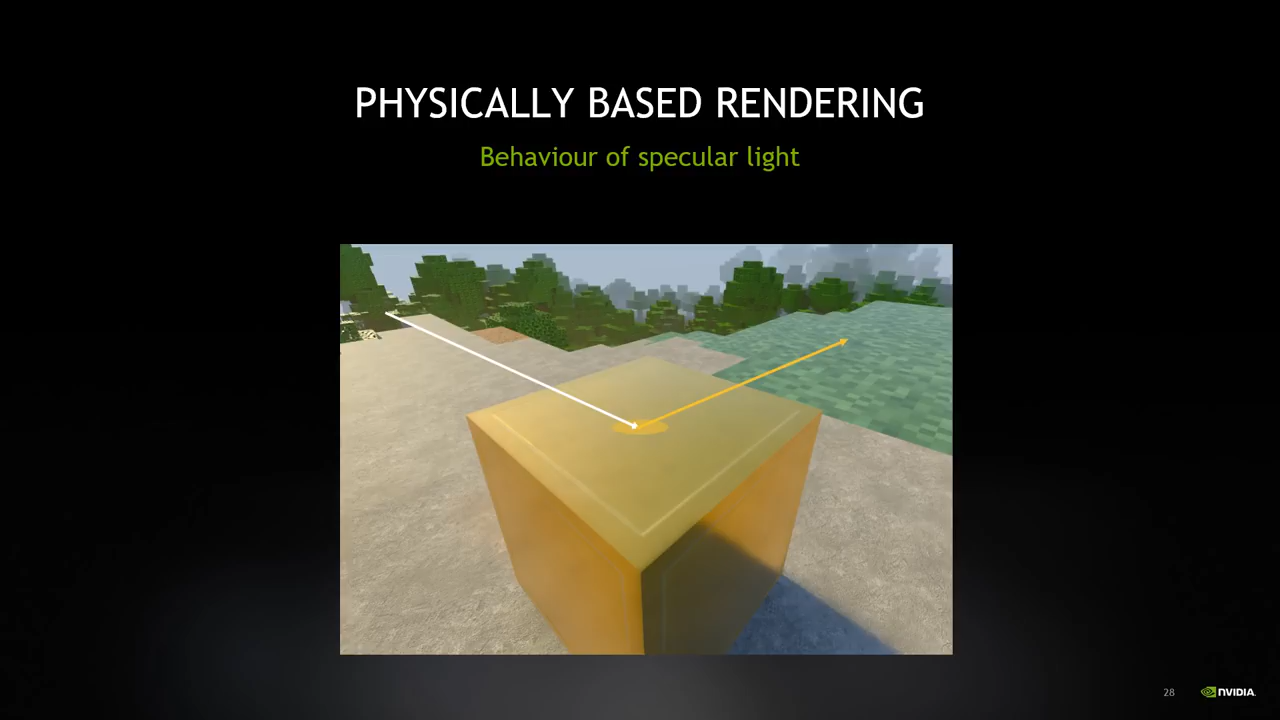 PHYSICALLY BASED RENDERING
Behaviour of specular light
28
NVIDIA.